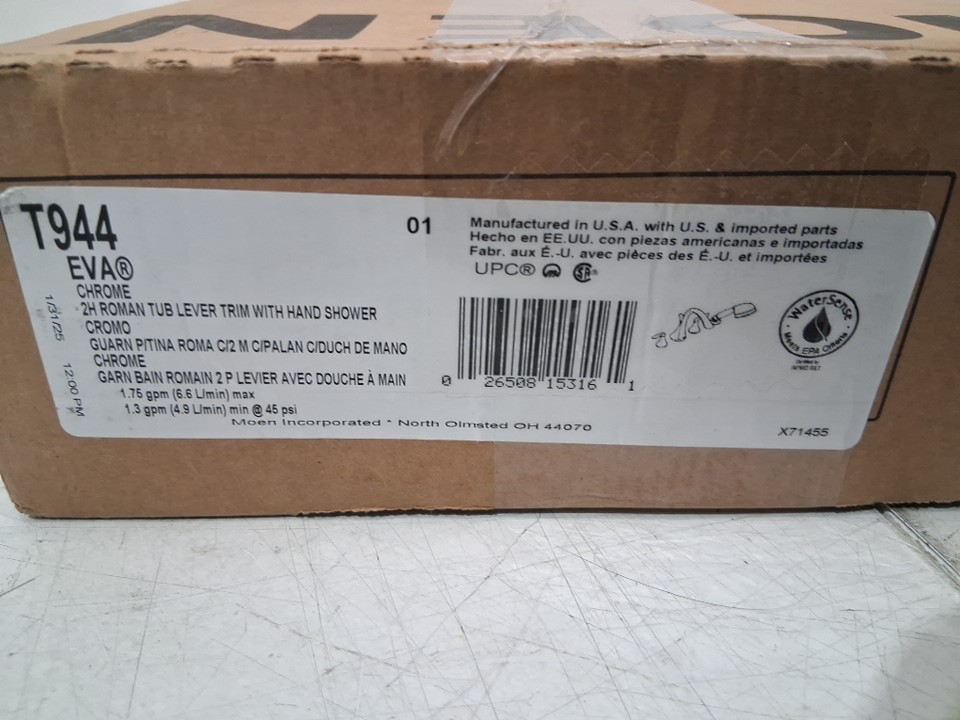 MOEN
T944
EVA®
CHROME
2H ROMAN TUB LEVER TRIM WITH HAND SHOWER
CROMO
GUARN PITINA ROMA C/2 M C/PALAN C/DUCH DE MANO
CHROME
GARN BAIN ROMAIN 2 P LEVIER AVEC DOUCHE À MAIN
1.75 gpm (6.6 L/min) max
1.3 gpm (4.9 L/min) min @ 45 psi
Moen Incorporated * North Olmsted OH 44070
1/31/25 12:00 PM
01
Manufactured in U.S.A. with U.S. & imported parts
Hecho en EE.UU. con piezas americanas e importadas
Fabr. aux É.-U. avec pièces des É.-U. et importées
UPC®
0 26508 15316 1
WaterSense
Meets EPA Criteria
X71455